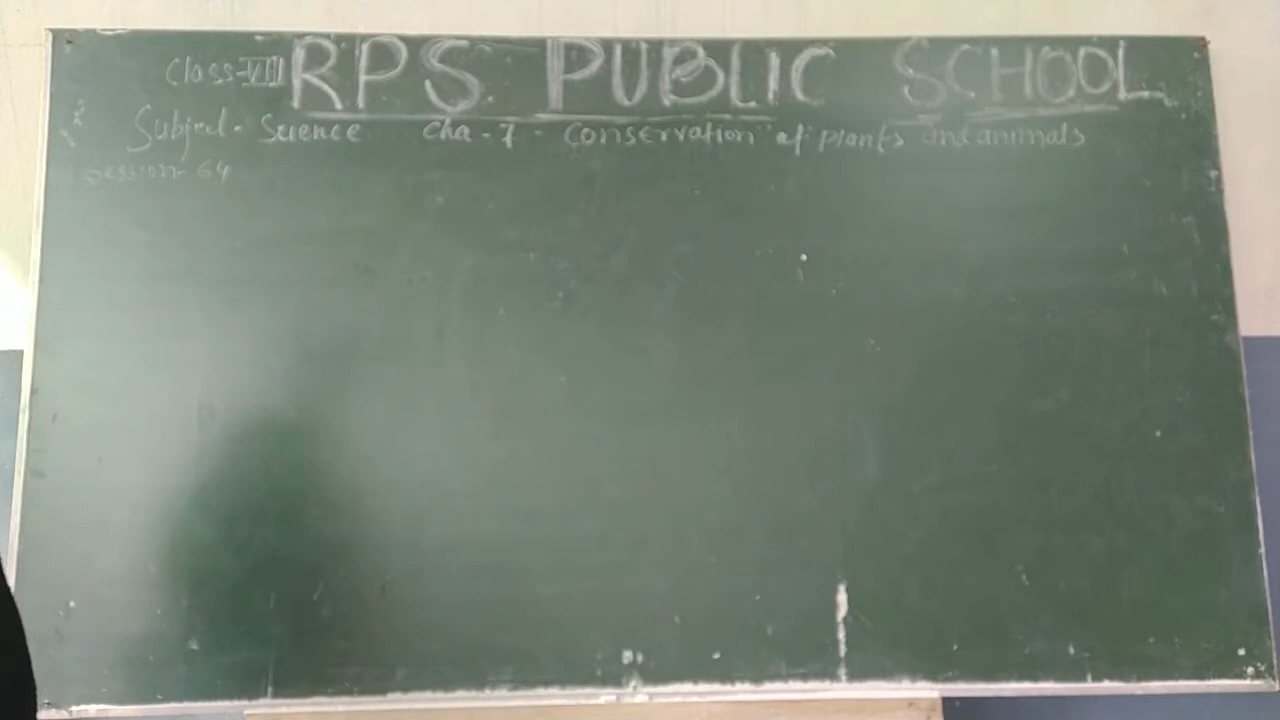 Class-VIII RPS PUBLIC SCHOOL
Subject - Science Cha - 7 - Conservation of plants and animals
session-64